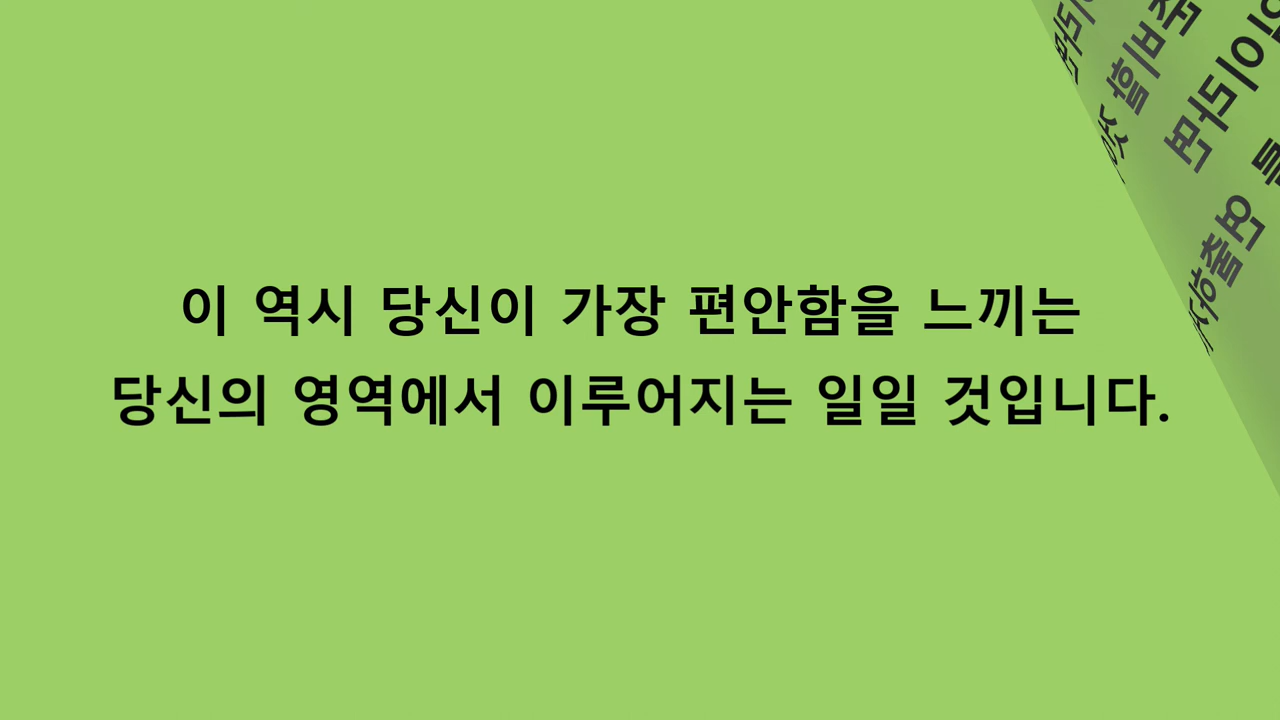 이 역시 당신이 가장 편안함을 느끼는
당신의 영역에서 이루어지는 일일 것입니다.